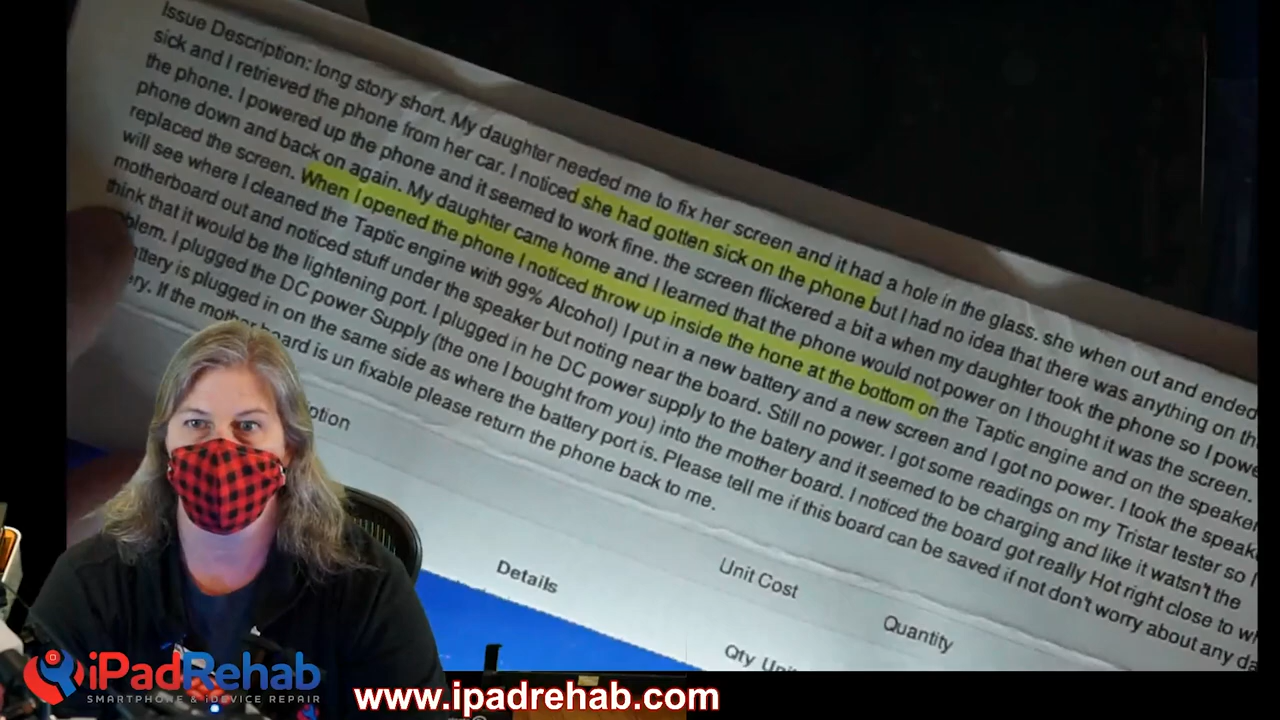 Issue Description: long story short. My daughter needed me to fix her screen and it had a hole in the glass. she when out and ended
sick and I retrieved the phone from her car. I noticed she had gotten sick on the phone but I had no idea that there was anything on th
the phone. I powered up the phone and it seemed to work fine. the screen flickered a bit a when my daughter took the phone so I powe
phone down and back on again. My daughter came home and I learned that the phone would not power on I thought it was the screen.
replaced the screen. When I opened the phone I noticed throw up inside the hone at the bottom on the Taptic engine and on the speaker
will see where I cleaned the Taptic engine with 99% Alcohol) I put in a new battery and a new screen and I got no power. I took the speak
motherboard out and noticed stuff under the speaker but noting near the board. Still no power. I got some readings on my Tristar tester so I
think that it would be the lightening port. I plugged in he DC power supply to the batery and it seemed to be charging and like it watsn't the
blem. I plugged the DC power Supply (the one I bought from you) into the mother board. I noticed the board got really Hot right close to wh
ttery is plugged in on the same side as where the battery port is. Please tell me if this board can be saved if not don't worry about any da
ry. If the mother board is un fixable please return the phone back to me.
ption
Details
Unit Cost
Quantity
Qty
iPadRehab
SMARTPHONE & iDEVICE REPAIR
www.ipadrehab.com